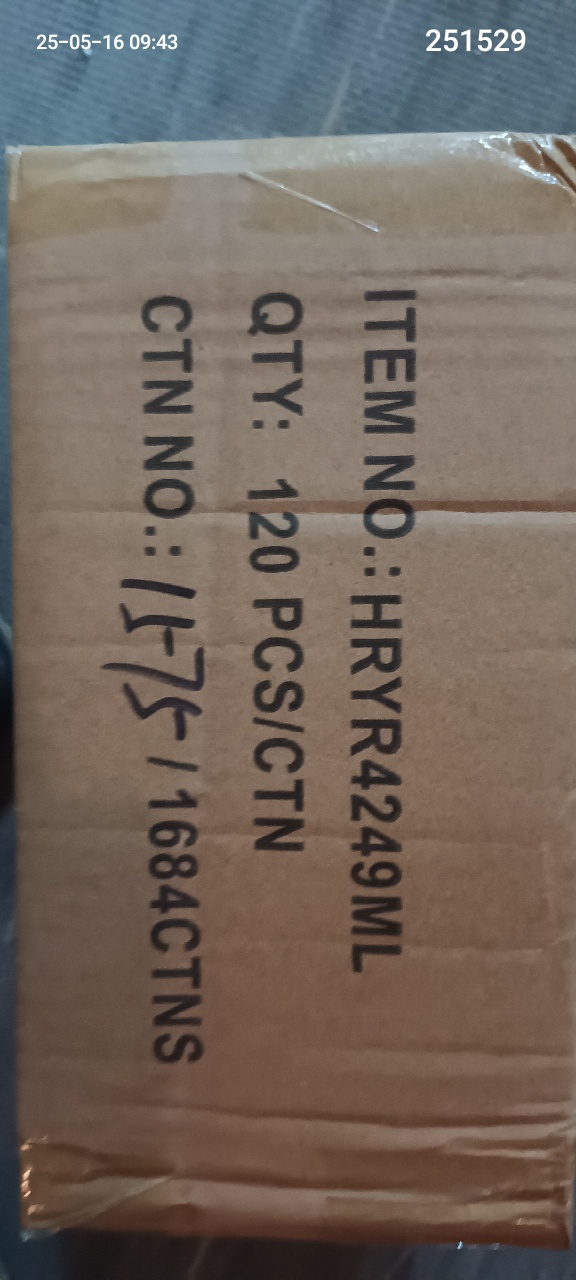 25-05-16 09:43
251529
ITEM NO.:HRYR4249ML
QTY: 120 PCS/CTN
CTN NO.: 1575/1684CTNS